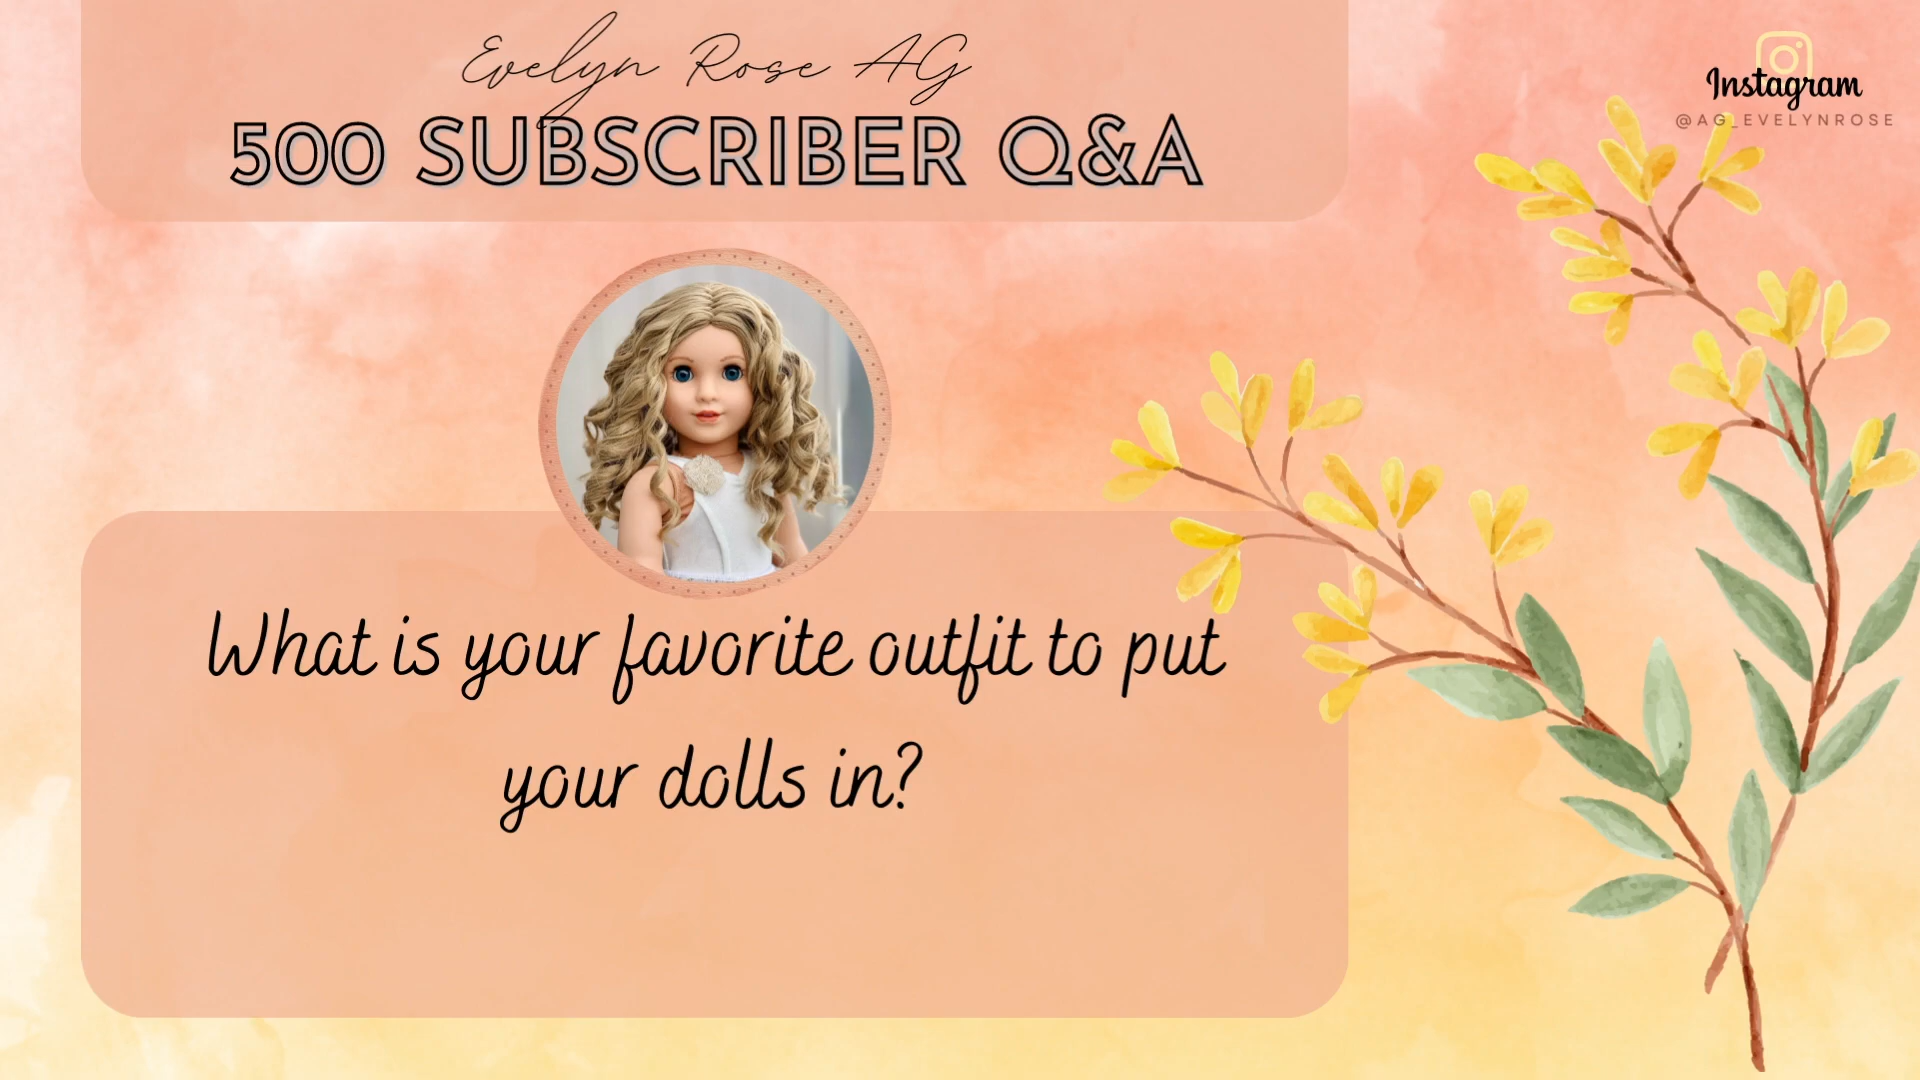 Evelyn Rose AG
500 SUBSCRIBER Q&A
Instagram
@AG_EVELYNROSE
What is your favorite outfit to put
your dolls in?